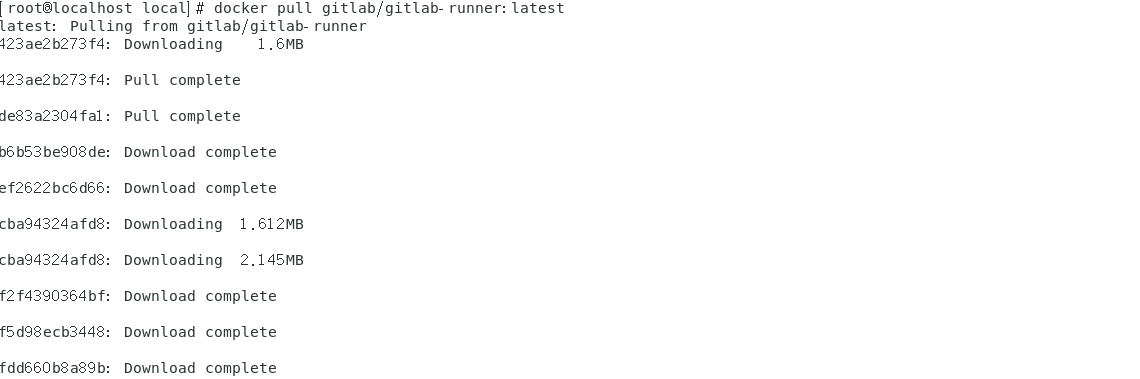 [root@localhost local]# docker pull gitlab/gitlab-runner:latest
latest: Pulling from gitlab/gitlab-runner
423ae2b273f4: Downloading    1.6MB
423ae2b273f4: Pull complete
de83a2304fa1: Pull complete
b6b53be908de: Download complete
ef2622bc6d66: Download complete
cba94324afd8: Downloading  1.612MB
cba94324afd8: Downloading  2.145MB
f2f4390364bf: Download complete
f5d98ecb3448: Download complete
fdd660b8a89b: Download complete